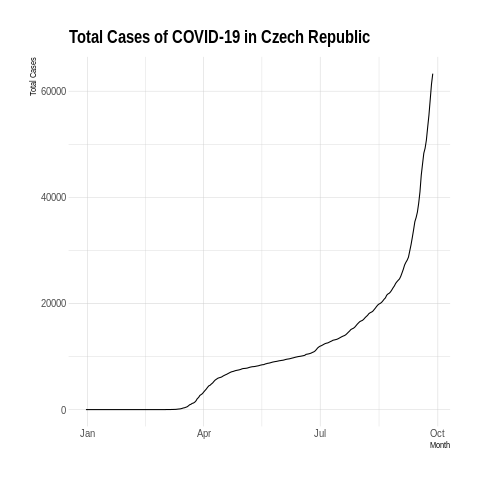 Total Cases of COVID-19 in Czech Republic
Total Cases
60000
40000
20000
0
Jan Apr Jul Oct
Month